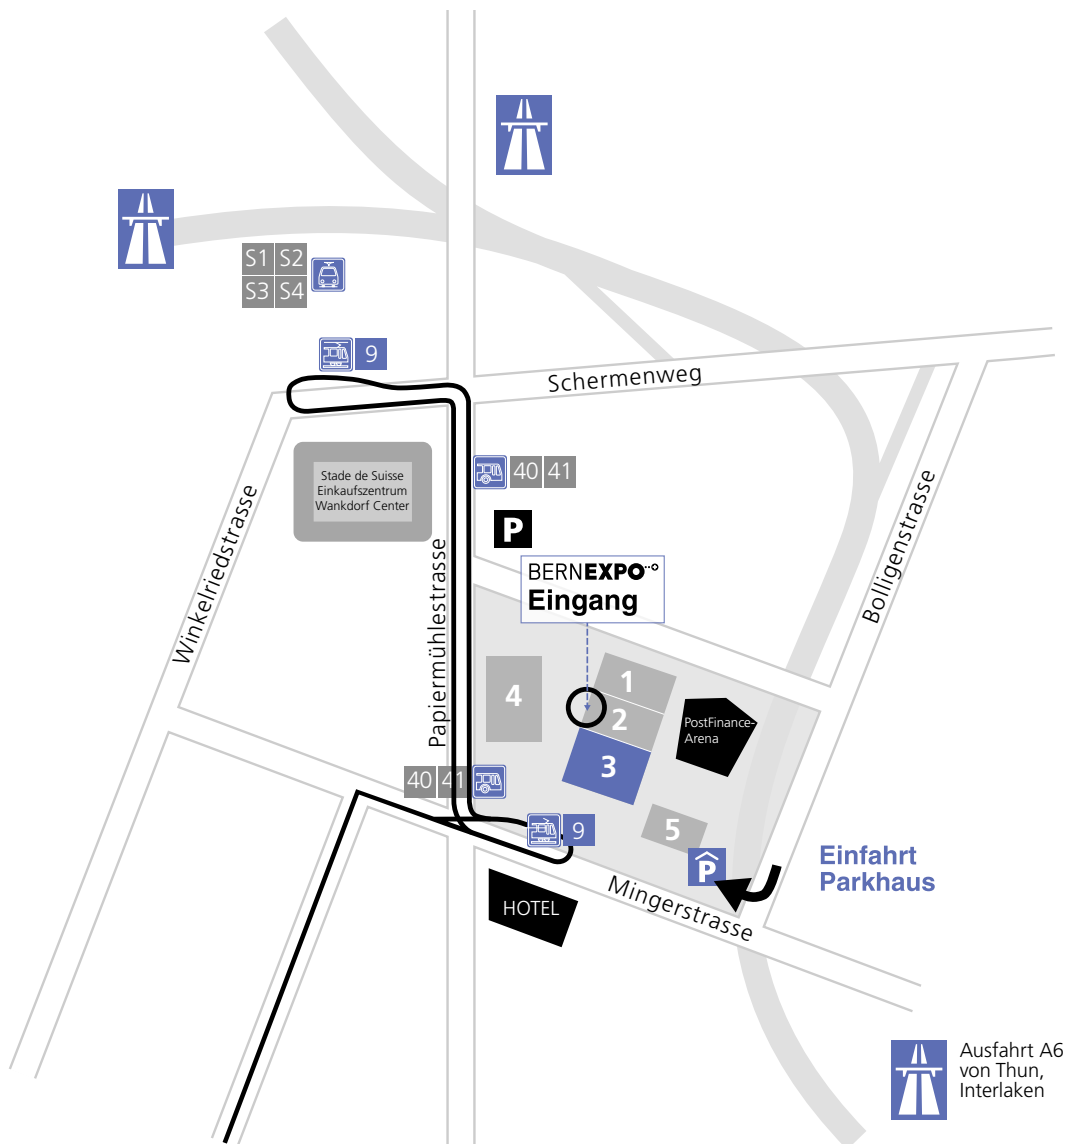 S1 S2
S3 S4
9
Schermenweg
Stade de Suisse
Einkaufszentrum
Wankdorf Center
40 41
P
Winkelriedstrasse
Papiermühlestrasse
Bolligenstrasse
BERNEXPO
Eingang
1
2
3
4
PostFinance-
Arena
40 41
9
5
P
Einfahrt
Parkhaus
Mingerstrasse
HOTEL
Ausfahrt A6
von Thun,
Interlaken